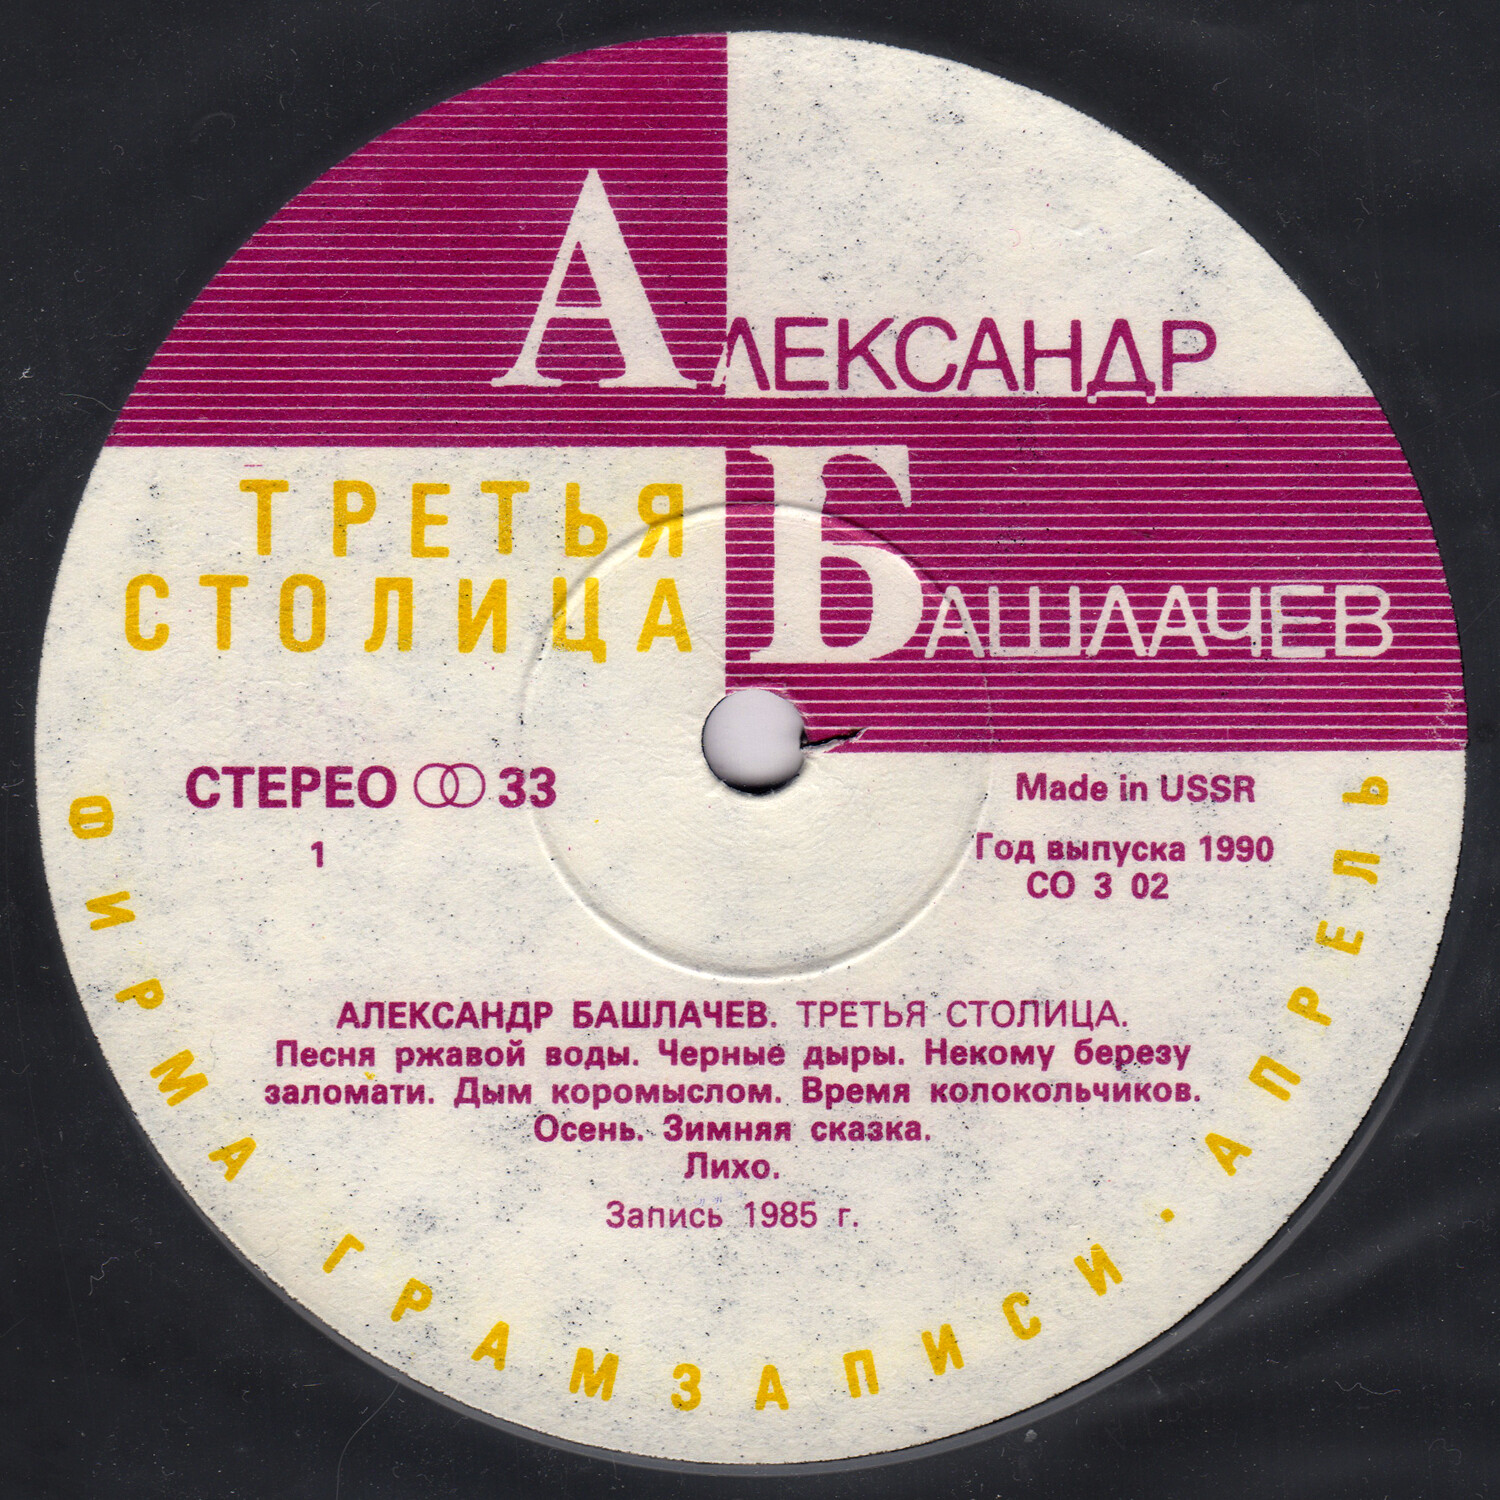 Александр
Башлачев
ТРЕТЬЯ
СТОЛИЦА
СТЕРЕО 33
1
Made in USSR
Год выпуска 1990
СО 3 02
АЛЕКСАНДР БАШЛАЧЕВ. ТРЕТЬЯ СТОЛИЦА.
Песня ржавой воды. Черные дыры. Некому березу
заломати. Дым коромыслом. Время колокольчиков.
Осень. Зимняя сказка.
Лихо.
Запись 1985 г.
ФИРМА ГРАМЗАПИСИ · АПРЕЛЬ